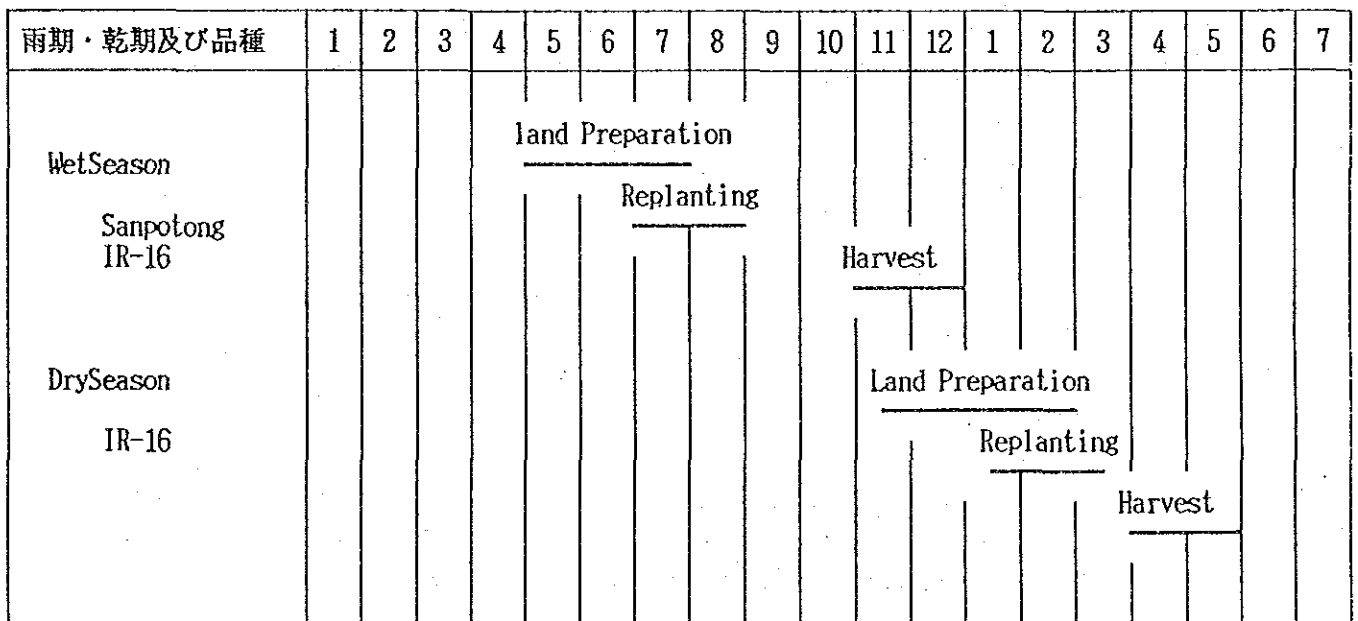 雨期・乾期及び品種 1 2 3 4 5 6 7 8 9 10 11 12 1 2 3 4 5 6 7
land Preparation
WetSeason
Replanting
Sanpotong
IR-16
Harvest
DrySeason
Land Preparation
IR-16
Replanting
Harvest